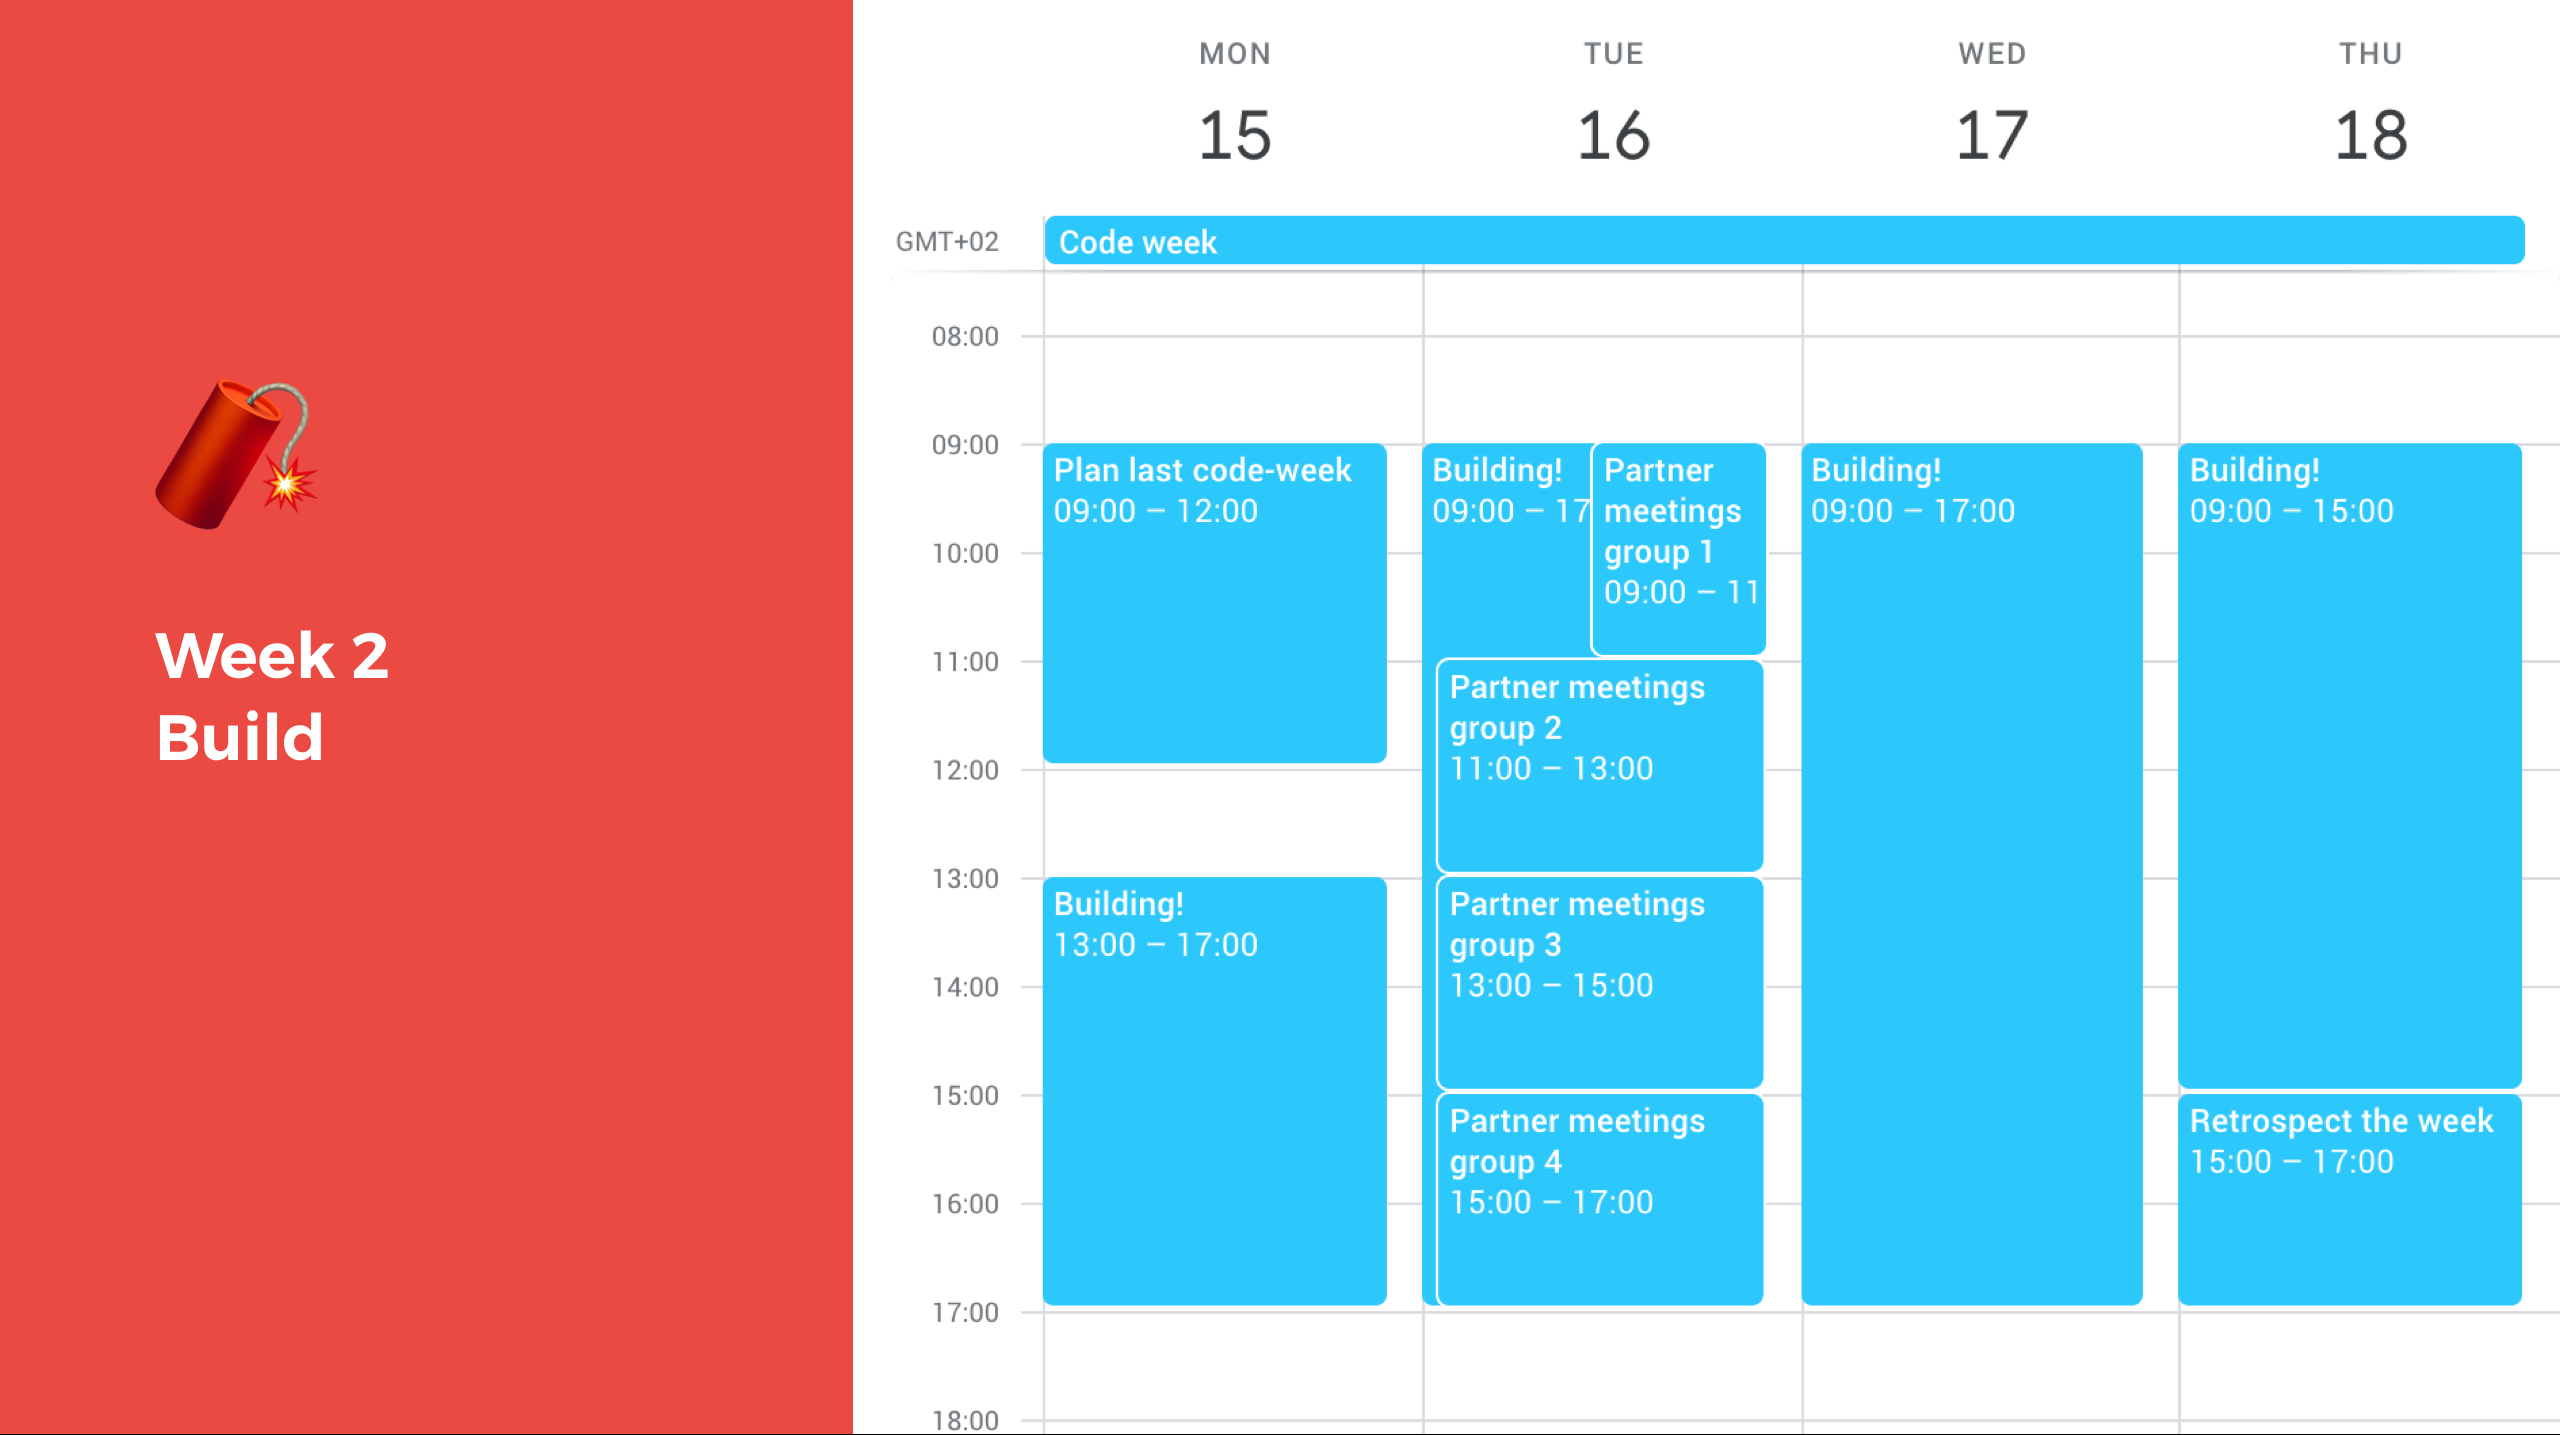 Week 2
Build
MON
TUE
WED
THU
15
16
17
18
GMT+02
Code week
08:00
09:00
10:00
11:00
12:00
13:00
14:00
15:00
16:00
17:00
18:00
Plan last code-week
09:00 – 12:00
Building!
13:00 – 17:00
Building!
09:00 – 17
Partner
meetings
group 1
09:00 – 11
Partner meetings
group 2
11:00 – 13:00
Partner meetings
group 3
13:00 – 15:00
Partner meetings
group 4
15:00 – 17:00
Building!
09:00 – 17:00
Building!
09:00 – 15:00
Retrospect the week
15:00 – 17:00